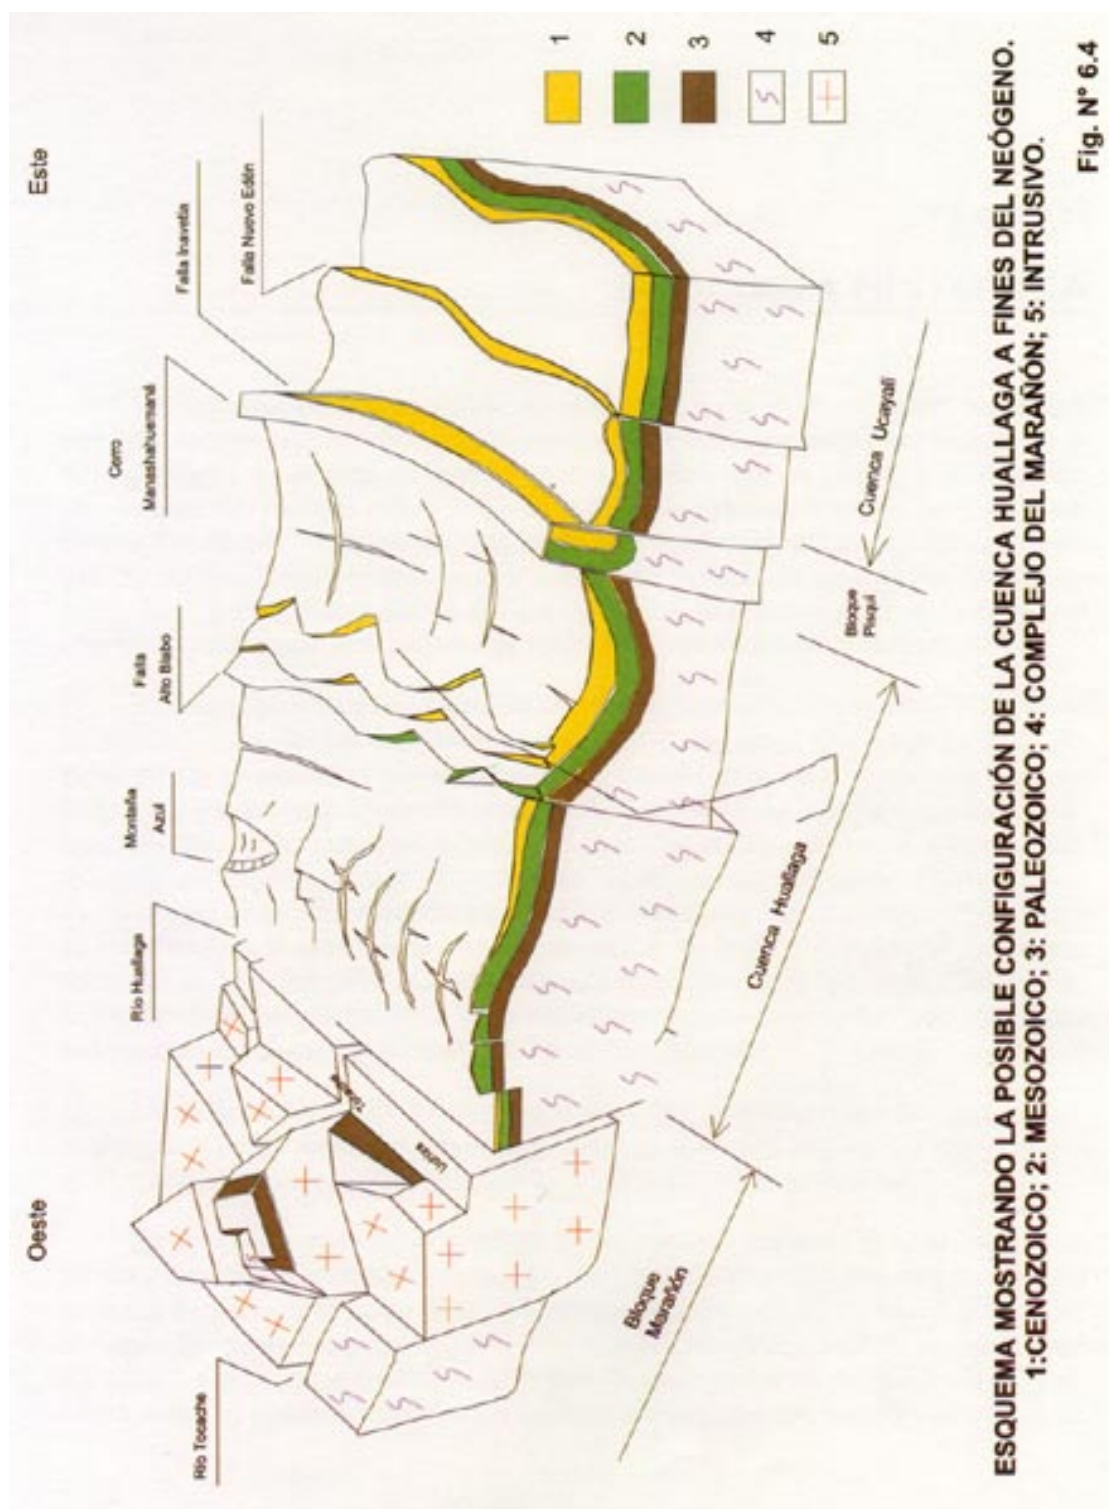 Oeste
Este
Río Tocache
Río Huallaga
Montaña
Azul
Falla
Alto Biabo
Cerro
Manashahuemaná
Falla Inavetia
Falla Nuevo Edén
Tocache
Uchiza
Bloque
Marañón
Cuenca Huallaga
Bloque
Pisqui
Cuenca Ucayali
1
2
3
4
5
ESQUEMA MOSTRANDO LA POSIBLE CONFIGURACIÓN DE LA CUENCA HUALLAGA A FINES DEL NEÓGENO.
1:CENOZOICO; 2: MESOZOICO; 3: PALEOZOICO; 4: COMPLEJO DEL MARAÑÓN; 5: INTRUSIVO.
Fig. N° 6.4